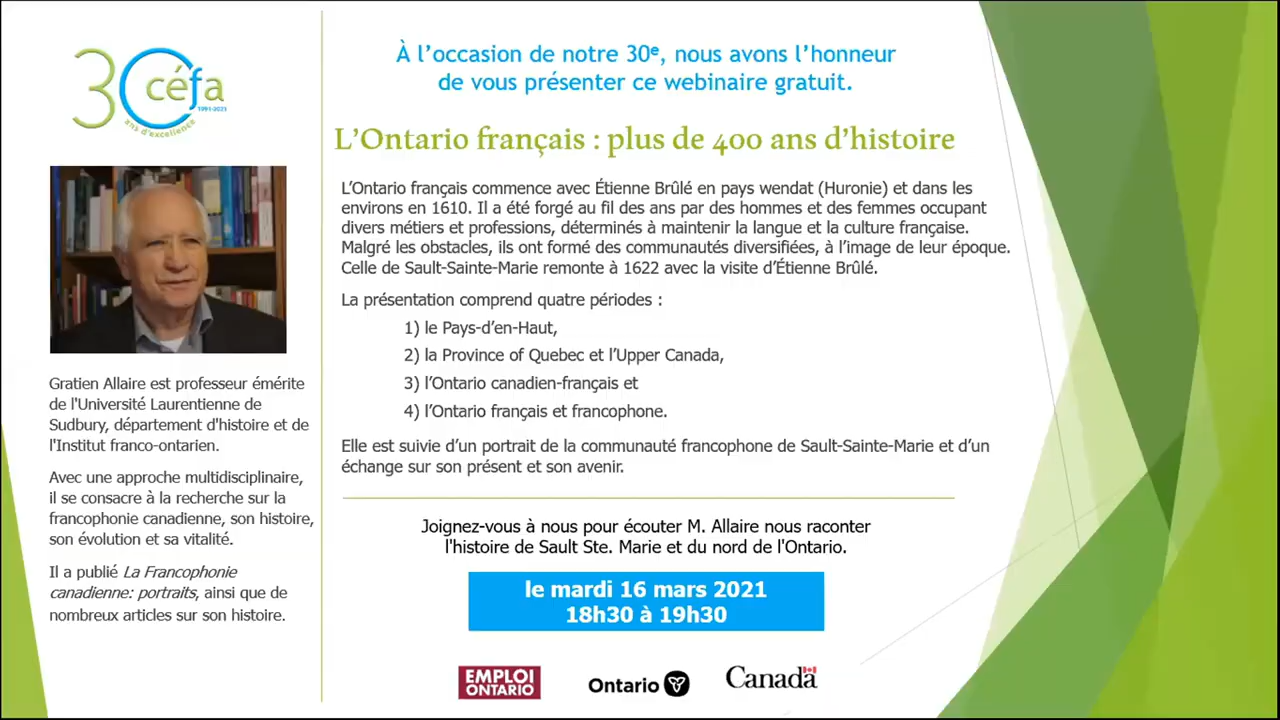 30 céfa
1991-2021
ans d'excellence
Gratien Allaire est professeur émérite
de l'Université Laurentienne de
Sudbury, département d'histoire et de
l'Institut franco-ontarien.
Avec une approche multidisciplinaire,
il se consacre à la recherche sur la
francophonie canadienne, son histoire,
son évolution et sa vitalité.
Il a publié La Francophonie
canadienne: portraits, ainsi que de
nombreux articles sur son histoire.
À l’occasion de notre 30e, nous avons l’honneur
de vous présenter ce webinaire gratuit.
L’Ontario français : plus de 400 ans d’histoire
L’Ontario français commence avec Étienne Brûlé en pays wendat (Huronie) et dans les
environs en 1610. Il a été forgé au fil des ans par des hommes et des femmes occupant
divers métiers et professions, déterminés à maintenir la langue et la culture française.
Malgré les obstacles, ils ont formé des communautés diversifiées, à l’image de leur époque.
Celle de Sault-Sainte-Marie remonte à 1622 avec la visite d’Étienne Brûlé.
La présentation comprend quatre périodes :
1) le Pays-d’en-Haut,
2) la Province of Quebec et l’Upper Canada,
3) l’Ontario canadien-français et
4) l’Ontario français et francophone.
Elle est suivie d’un portrait de la communauté francophone de Sault-Sainte-Marie et d’un
échange sur son présent et son avenir.
Joignez-vous à nous pour écouter M. Allaire nous raconter
l'histoire de Sault Ste. Marie et du nord de l'Ontario.
le mardi 16 mars 2021
18h30 à 19h30
EMPLOI
ONTARIO
Ontario
Canada